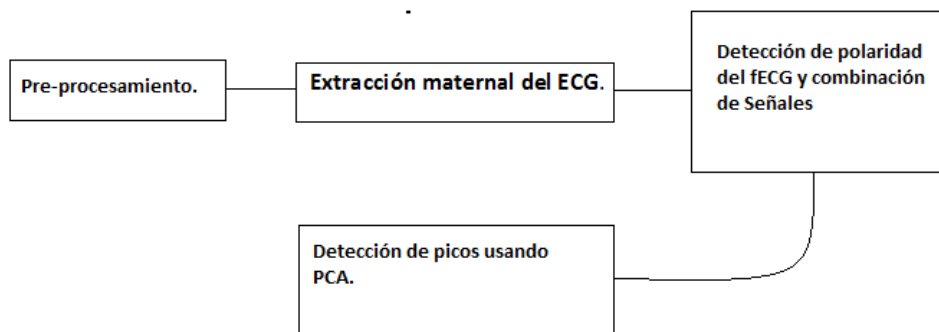 Pre-procesamiento.
Extracción maternal del ECG.
Detección de polaridad
del fECG y combinación
de Señales
Detección de picos usando
PCA.